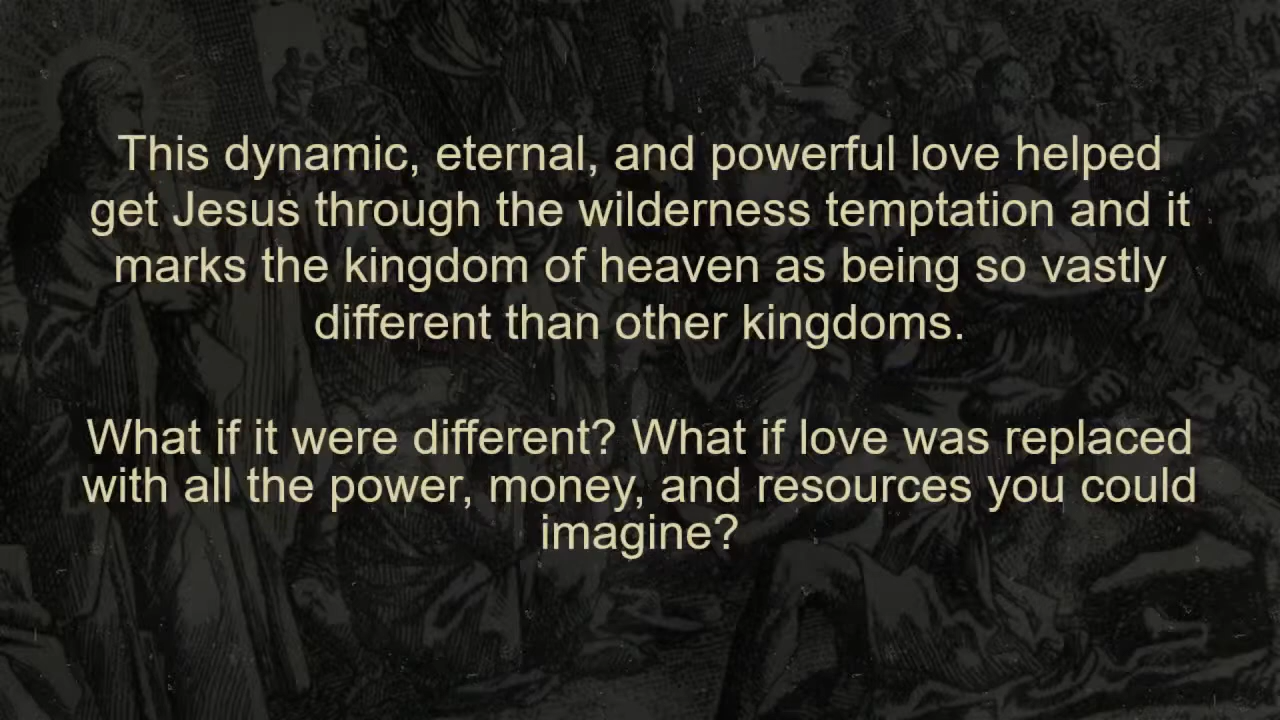 This dynamic, eternal, and powerful love helped
get Jesus through the wilderness temptation and it
marks the kingdom of heaven as being so vastly
different than other kingdoms.
What if it were different? What if love was replaced
with all the power, money, and resources you could
imagine?